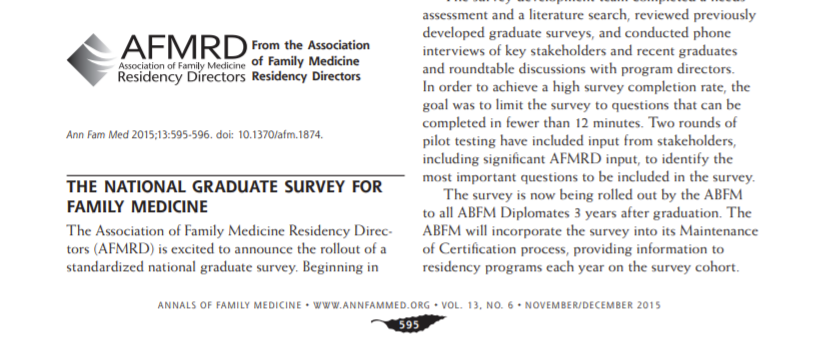 AFMRD
Association of Family Medicine
Residency Directors
From the Association
of Family Medicine
Residency Directors
Ann Fam Med 2015;13:595-596. doi: 10.1370/afm.1874.
THE NATIONAL GRADUATE SURVEY FOR
FAMILY MEDICINE
The Association of Family Medicine Residency Direc-
tors (AFMRD) is excited to announce the rollout of a
standardized national graduate survey. Beginning in
assessment and a literature search, reviewed previously
developed graduate surveys, and conducted phone
interviews of key stakeholders and recent graduates
and roundtable discussions with program directors.
In order to achieve a high survey completion rate, the
goal was to limit the survey to questions that can be
completed in fewer than 12 minutes. Two rounds of
pilot testing have included input from stakeholders,
including significant AFMRD input, to identify the
most important questions to be included in the survey.
The survey is now being rolled out by the ABFM
to all ABFM Diplomates 3 years after graduation. The
ABFM will incorporate the survey into its Maintenance
of Certification process, providing information to
residency programs each year on the survey cohort.
ANNALS OF FAMILY MEDICINE • WWW.ANNFAMMED.ORG • VOL. 13, NO. 6 • NOVEMBER/DECEMBER 2015
595